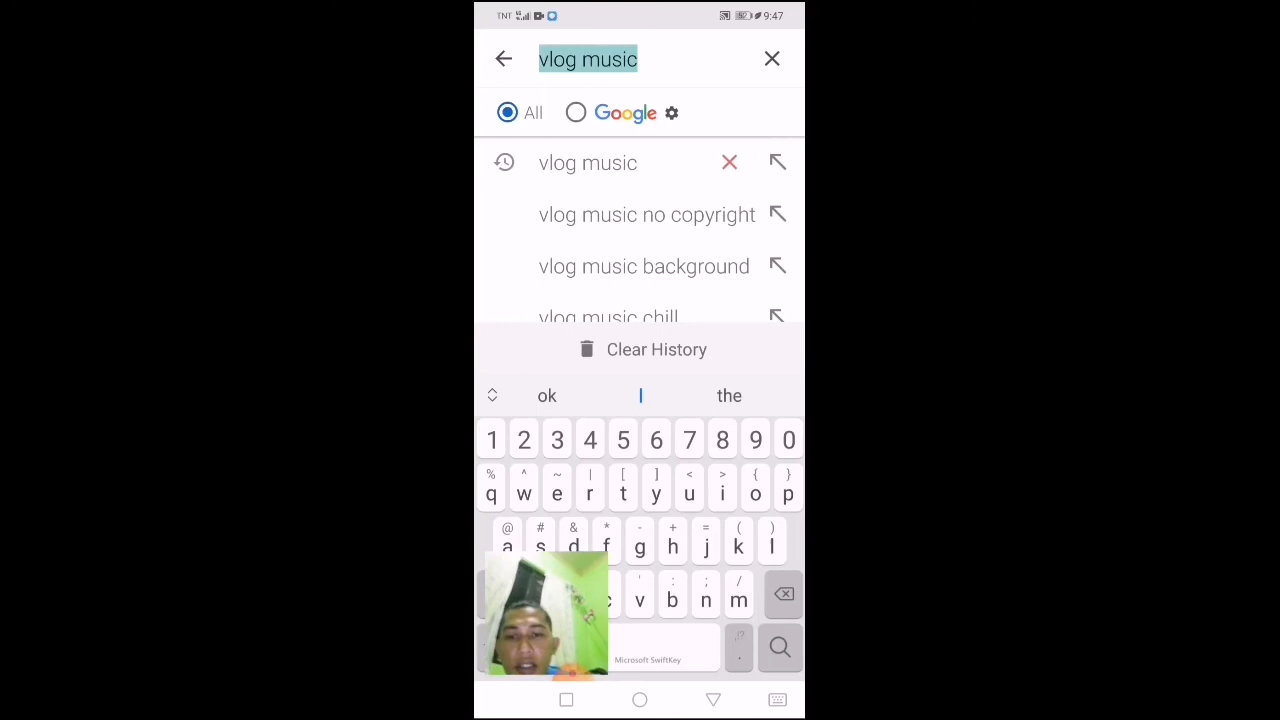 TNT 9:47
vlog music
All Google
vlog music
vlog music no copyright
vlog music background
vlog music chill
Clear History
ok I the
1 2 3 4 5 6 7 8 9 0
% ^ ~ | [ ] < > { }
q w e r t y u i o p
@ # & * - + = ( )
a s d f g h j k l
' : ; /
c v b n m
,!?
.
Microsoft SwiftKey